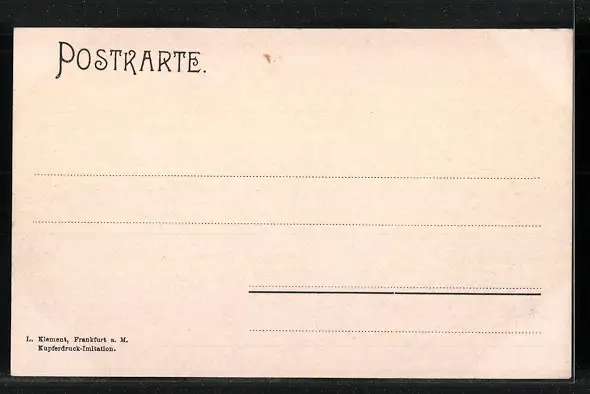 POSTKARTE.
L. Klement, Frankfurt a. M.
Kupferdruck-Imitation.